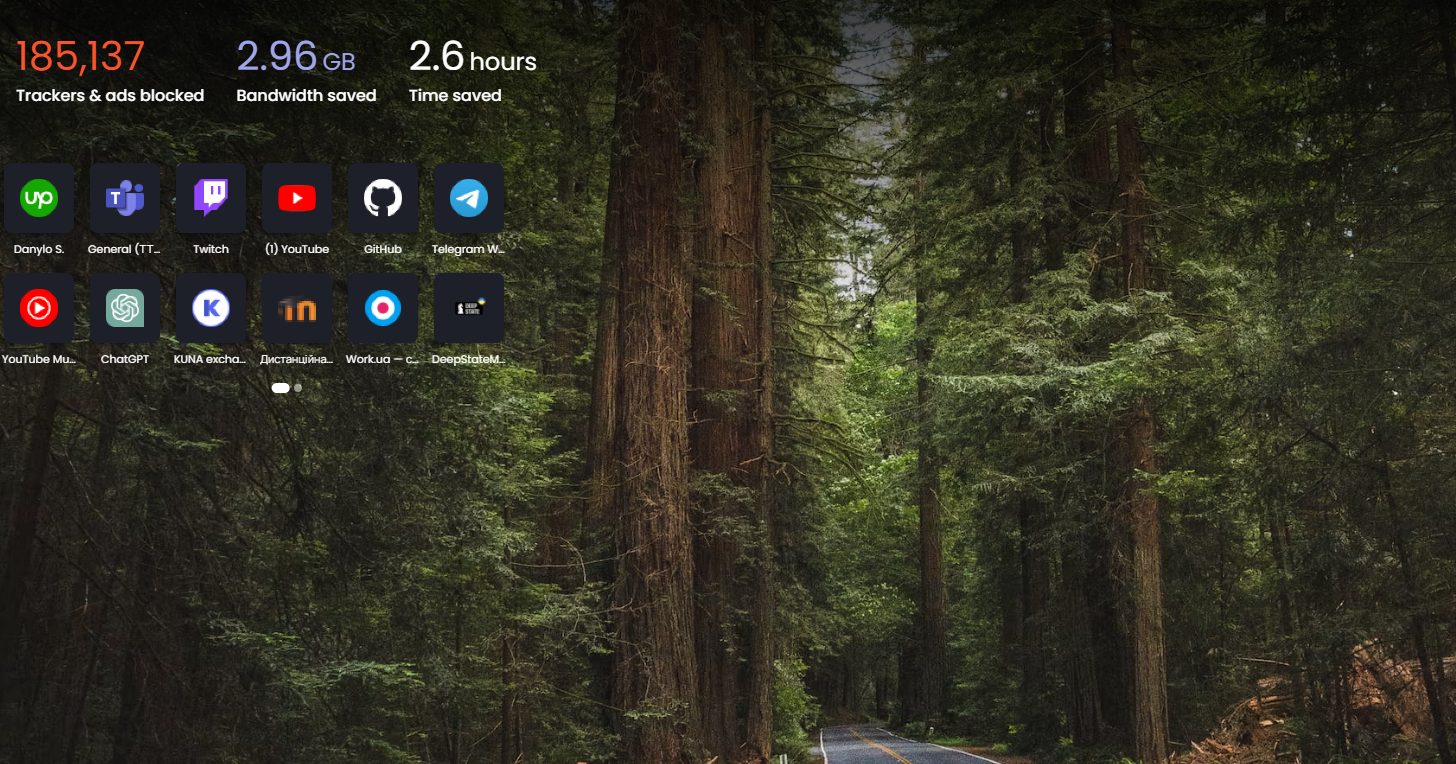 185,137
2.96 GB
2.6 hours
Trackers & ads blocked
Bandwidth saved
Time saved
up
T
Danylo S.
General (TT...
Twitch
(1) YouTube
GitHub
Telegram W...
K
DEEP
STATE
YouTube Mu...
ChatGPT
KUNA excha...
Дистанційна...
Work.ua — с...
DeepStateM...